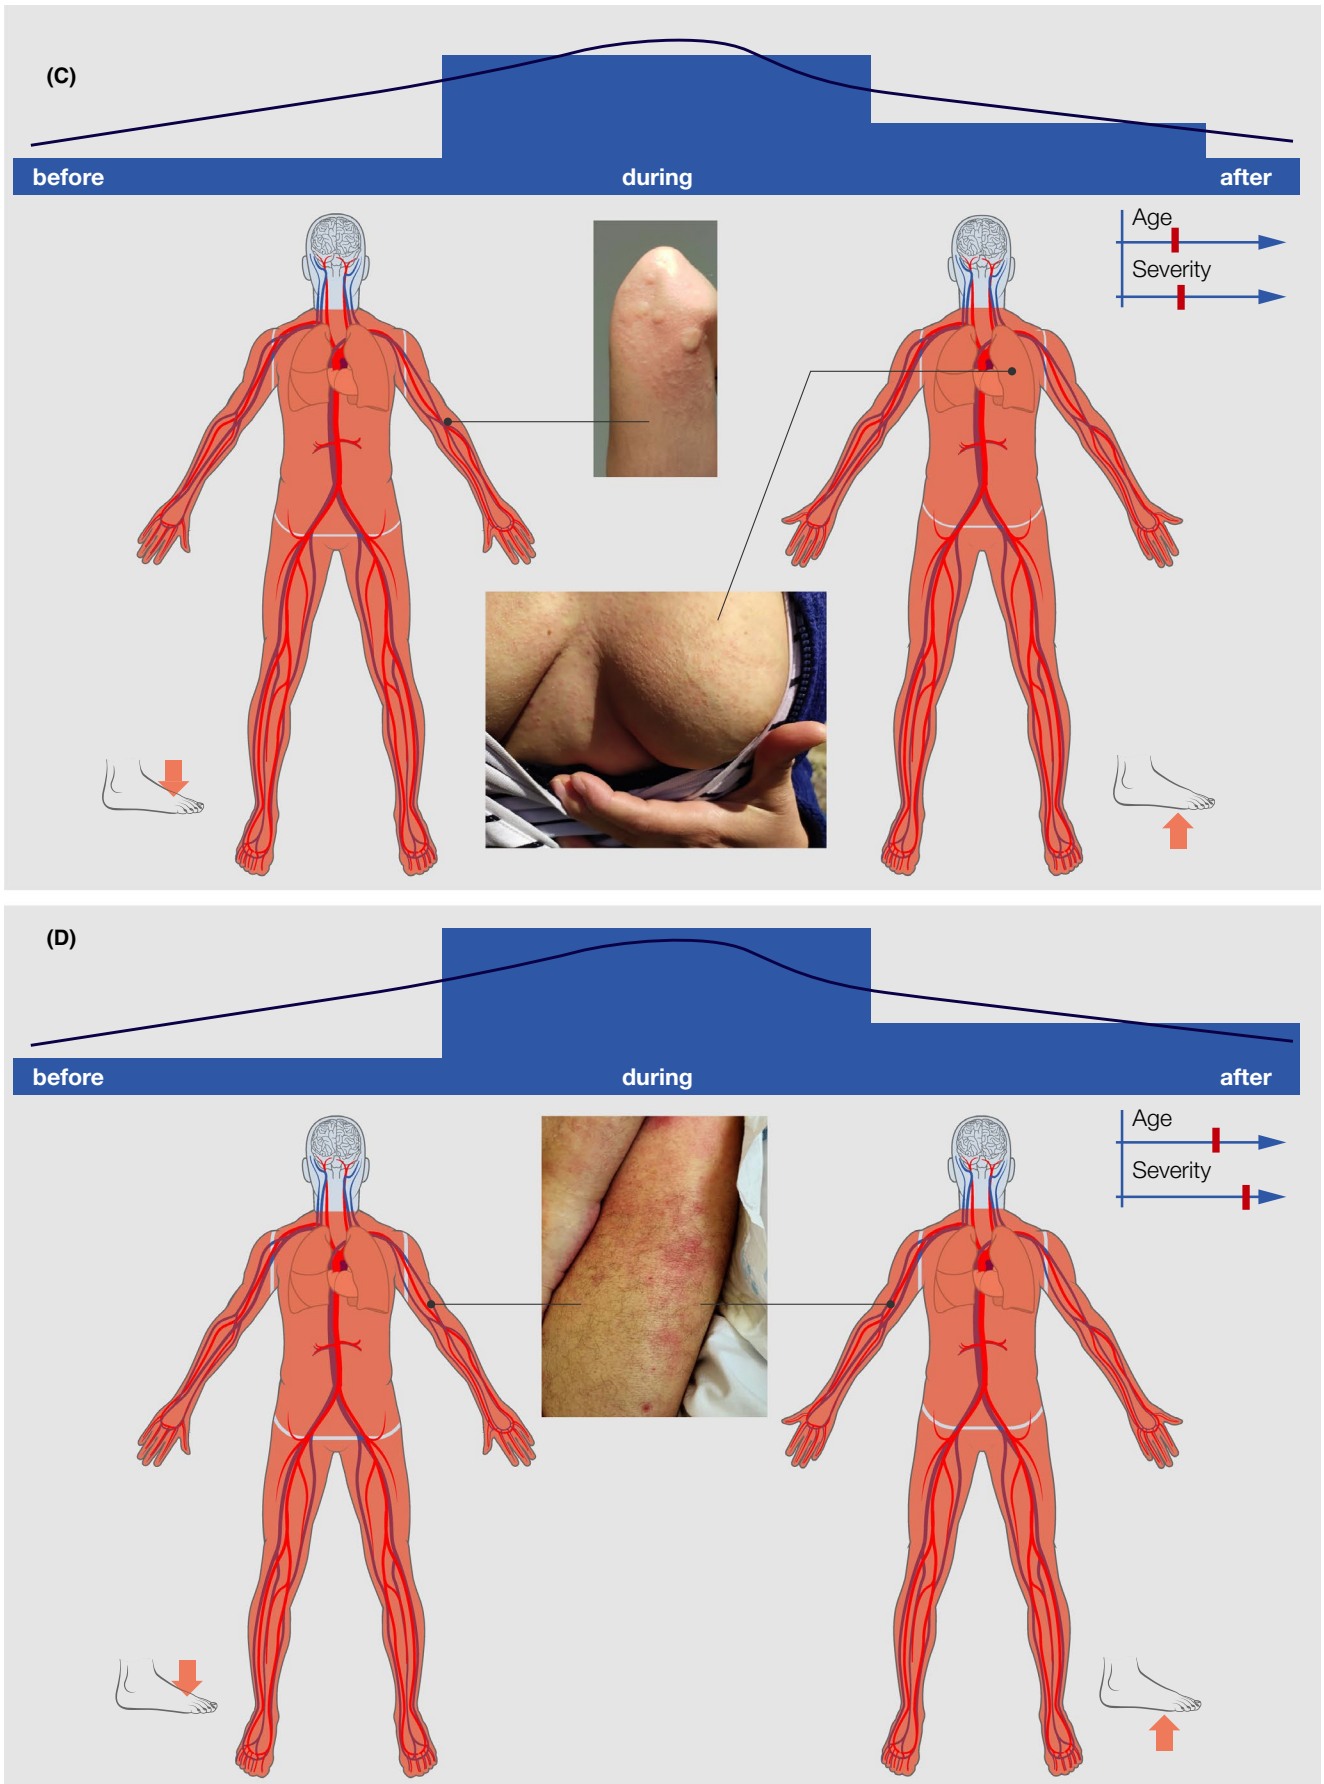 (C)
before during after
Age
Severity
(D)
before during after
Age
Severity